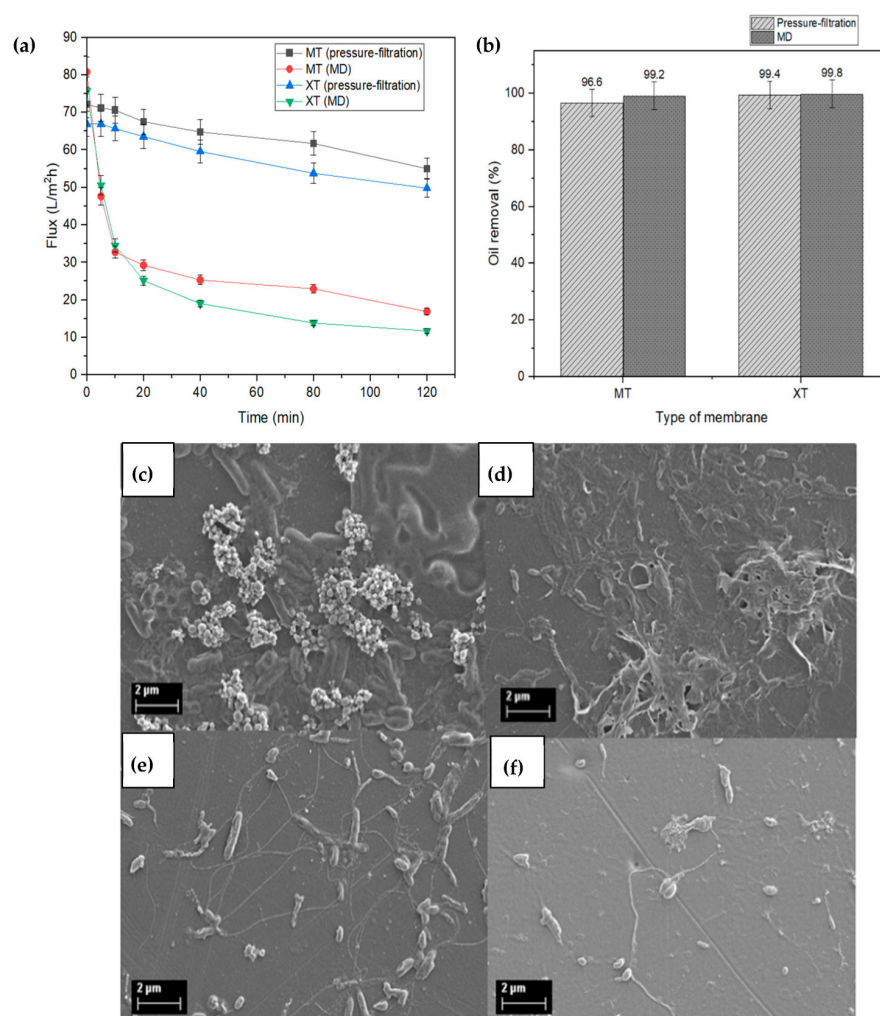 (a)
90
80
70
60
50
40
30
20
10
0
Flux (L/m²h)
MT (pressure-filtration)
MT (MD)
XT (pressure-filtration)
XT (MD)
0 20 40 60 80 100 120
Time (min)
(b)
Pressure-filtration
MD
120
100
80
60
40
20
0
Oil removal (%)
96.6
99.2
99.4
99.8
MT XT
Type of membrane
(c)
2 µm
(d)
2 µm
(e)
2 µm
(f)
2 µm